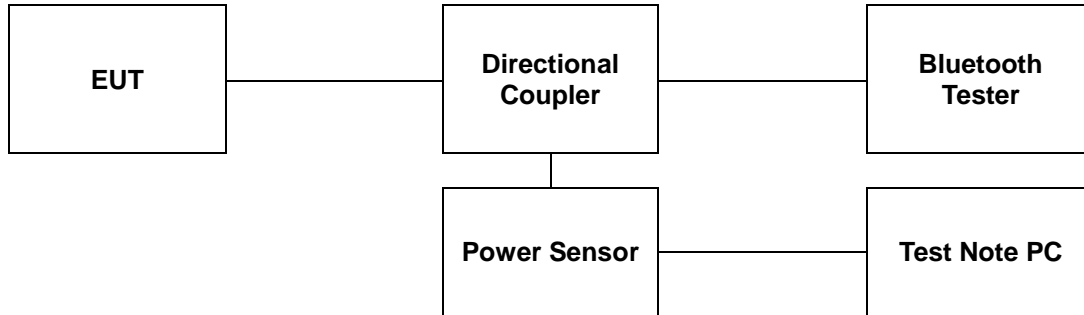 EUT
Directional
Coupler
Bluetooth
Tester
Power Sensor
Test Note PC